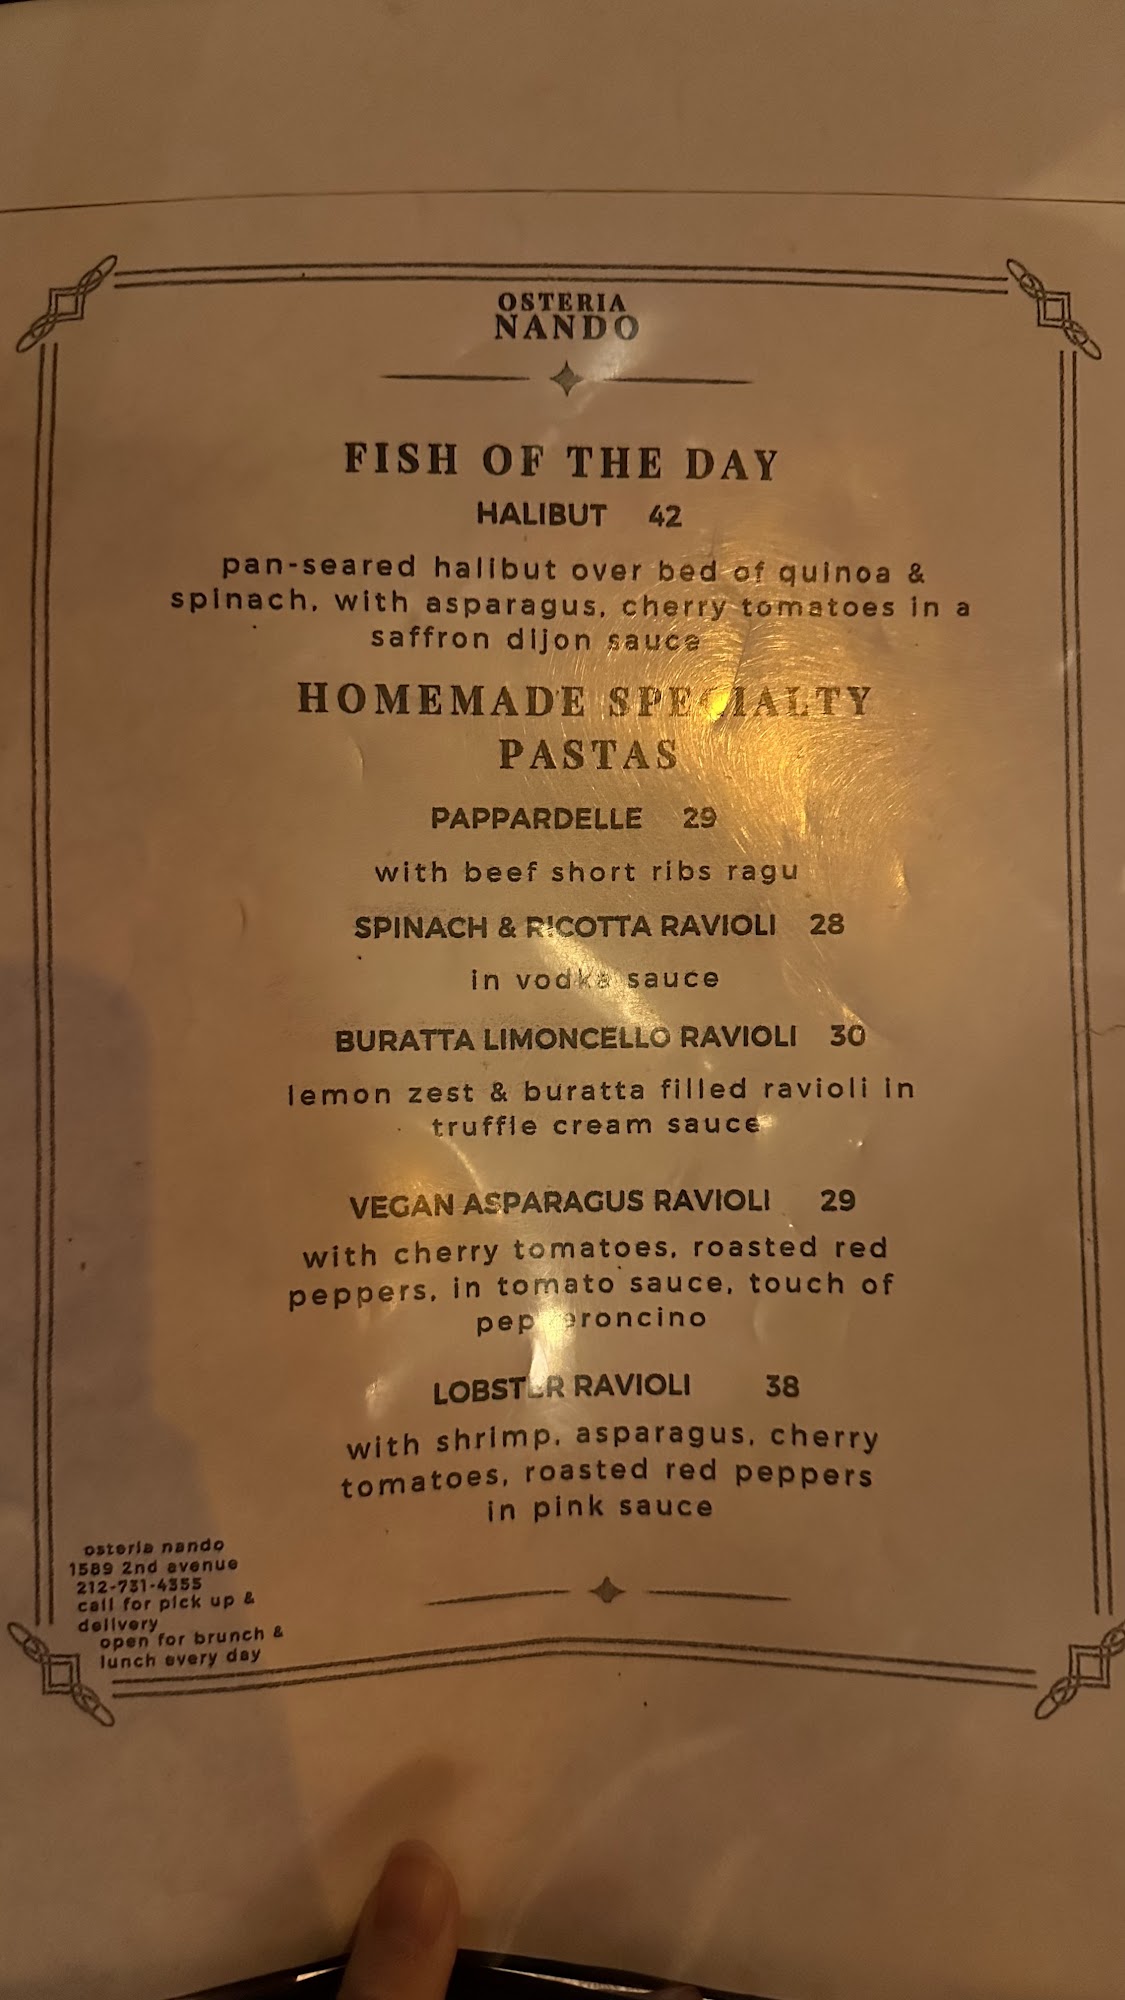 OSTERIA
NANDO
FISH OF THE DAY
HALIBUT 42
pan-seared halibut over bed of quinoa &
spinach, with asparagus, cherry tomatoes in a
saffron dijon sauce
HOMEMADE SPECIALTY
PASTAS
PAPPARDELLE 29
with beef short ribs ragu
SPINACH & RICOTTA RAVIOLI 28
in vodka sauce
BURATTA LIMONCELLO RAVIOLI 30
lemon zest & buratta filled ravioli in
truffle cream sauce
VEGAN ASPARAGUS RAVIOLI 29
with cherry tomatoes, roasted red
peppers, in tomato sauce, touch of
pepperoncino
LOBSTER RAVIOLI 38
with shrimp, asparagus, cherry
tomatoes, roasted red peppers
in pink sauce
osteria nando
1589 2nd avenue
212-731-4355
call for pick up &
delivery
open for brunch &
lunch every day